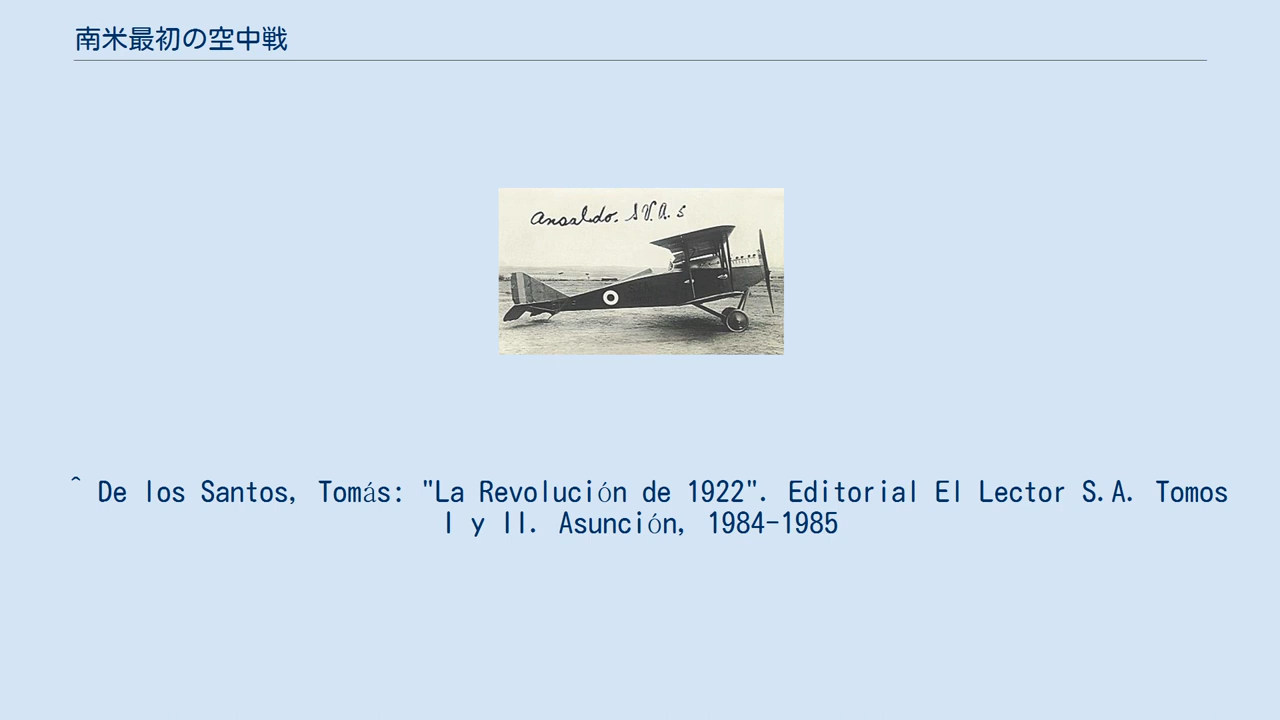 南米最初の空中戦
Ansaldo. S.V.A. 5
^ De los Santos, Tomás: "La Revolución de 1922". Editorial El Lector S.A. Tomos
I y II. Asunción, 1984-1985